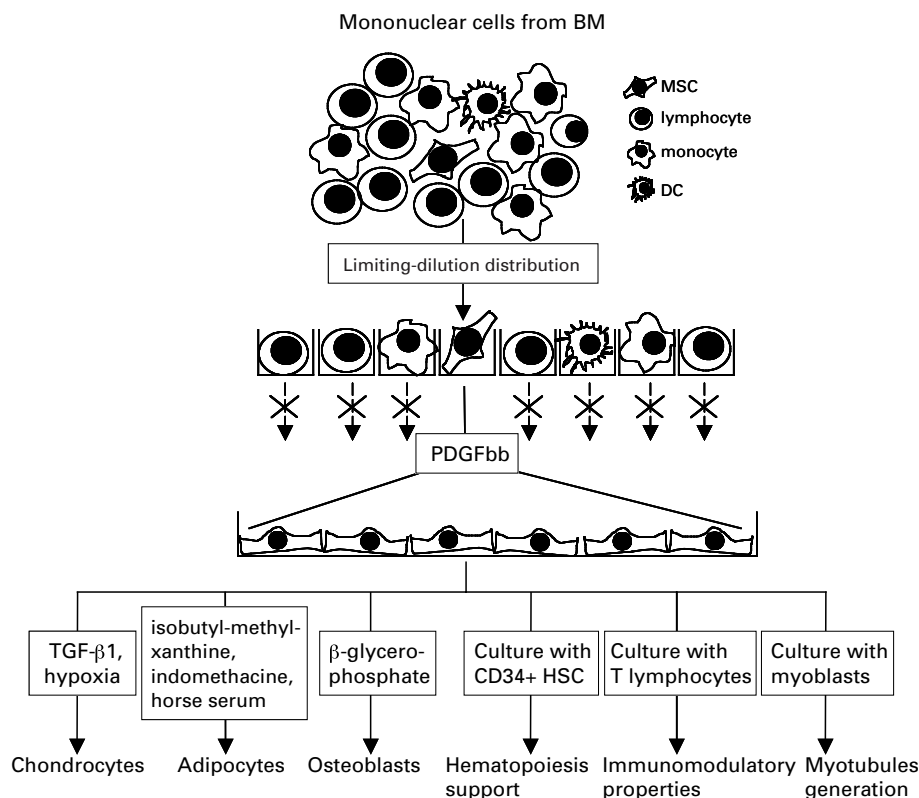 Mononuclear cells from BM
MSC
lymphocyte
monocyte
DC
Limiting-dilution distribution
PDGFbb
TGF-β1,
hypoxia
isobutyl-methyl-
xanthine,
indomethacine,
horse serum
β-glycero-
phosphate
Culture with
CD34+ HSC
Culture with
T lymphocytes
Culture with
myoblasts
Chondrocytes
Adipocytes
Osteoblasts
Hematopoiesis
support
Immunomodulatory
properties
Myotubules
generation